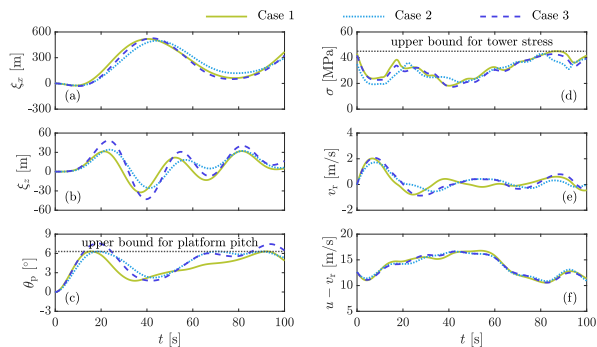 Case 1 Case 2 Case 3
600
300
0
-300
ξx [m]
(a)
60
30
0
-30
-60
ξz [m]
(b)
9
6
3
0
-3
θp [°]
upper bound for platform pitch
(c)
0 20 40 60 80 100
t [s]
60
40
20
0
σ [MPa]
upper bound for tower stress
(d)
4
2
0
-2
vr [m/s]
(e)
20
15
10
5
u − vr [m/s]
(f)
0 20 40 60 80 100
t [s]